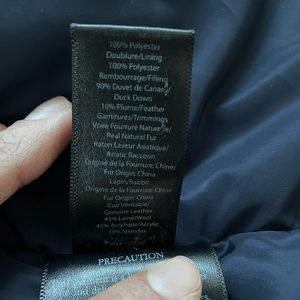 100% Polyester
Doublure/Lining
100% Polyester
Rembourrage/Filling
90% Duvet de Canard/
Duck Down
10% Plume/Feather
Garnitures/Trimmings
Vraie Fourrure Naturelle/
Real Natural Fur
Raton Laveur Asiatique/
Asiatic Raccoon
Origine de la Fourrure: Chine/
Fur Origin: China
Lapin/Rabbit
Origine de la Fourrure: Chine/
Fur Origin: China
Cuir Véritable/
Genuine Leather
45% Laine/Wool
45% Acrylique/Acrylic
10% Spandex
PRECAUTION